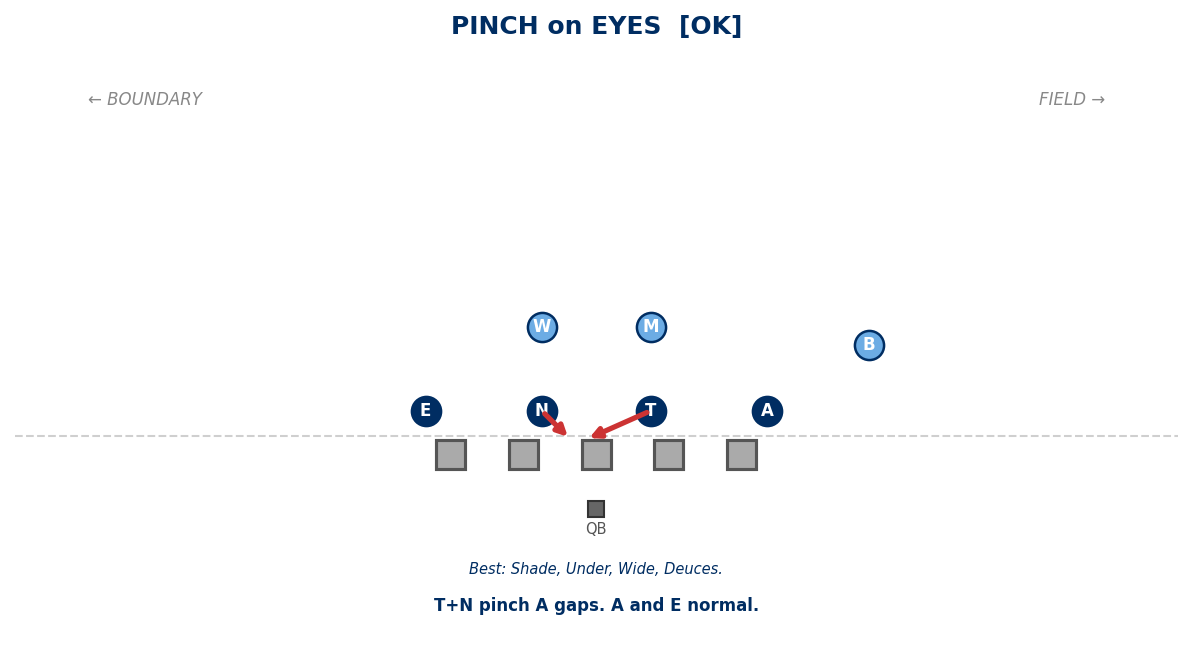 PINCH on EYES [OK]
← BOUNDARY
FIELD →
W
M
B
E
N
T
A
QB
Best: Shade, Under, Wide, Deuces.
T+N pinch A gaps. A and E normal.